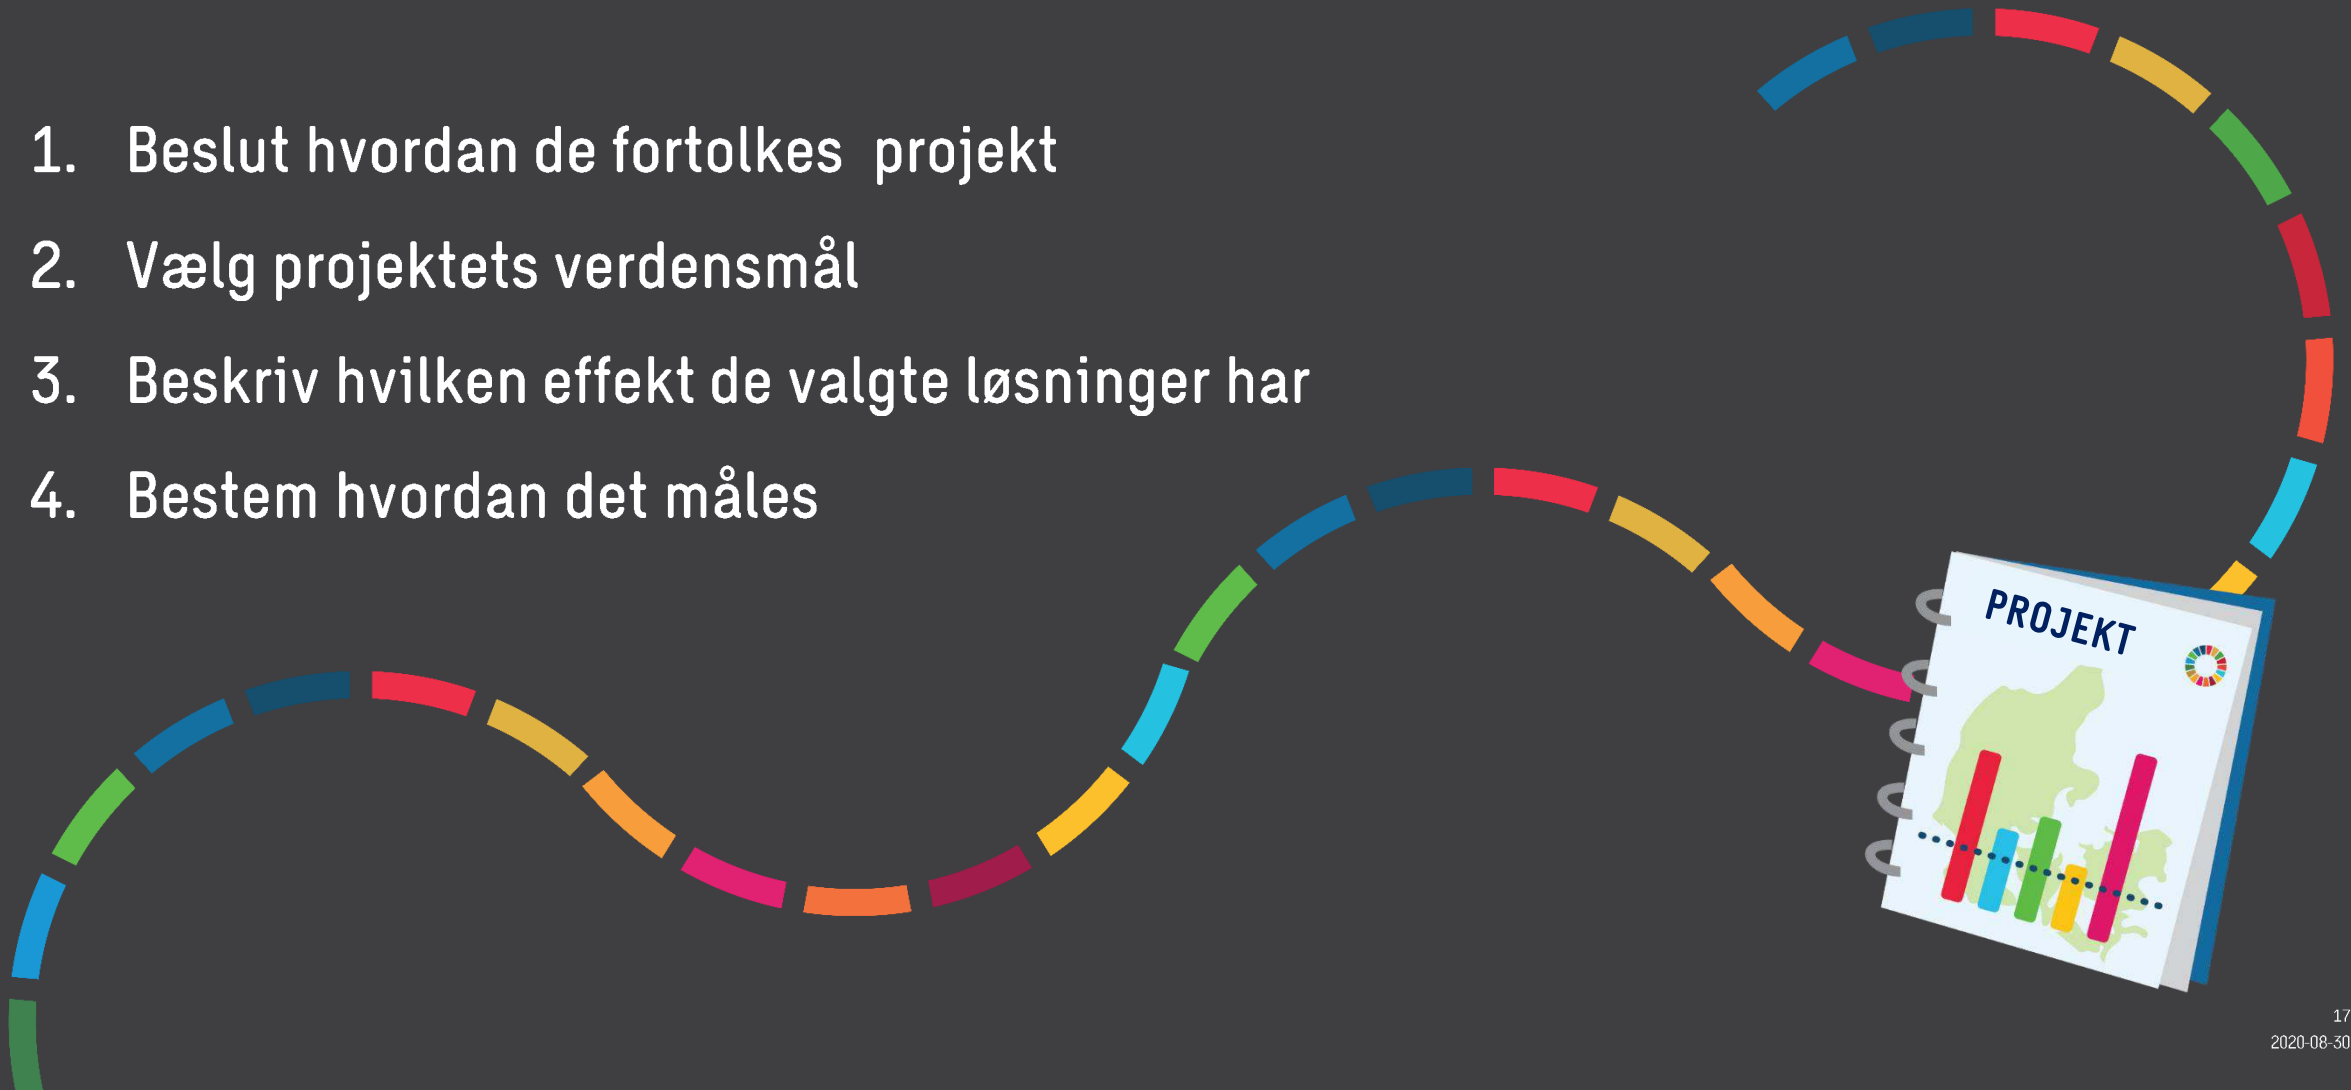 1. Beslut hvordan de fortolkes  projekt
2. Vælg projektets verdensmål
3. Beskriv hvilken effekt de valgte løsninger har
4. Bestem hvordan det måles
PROJEKT
17
2020-08-30